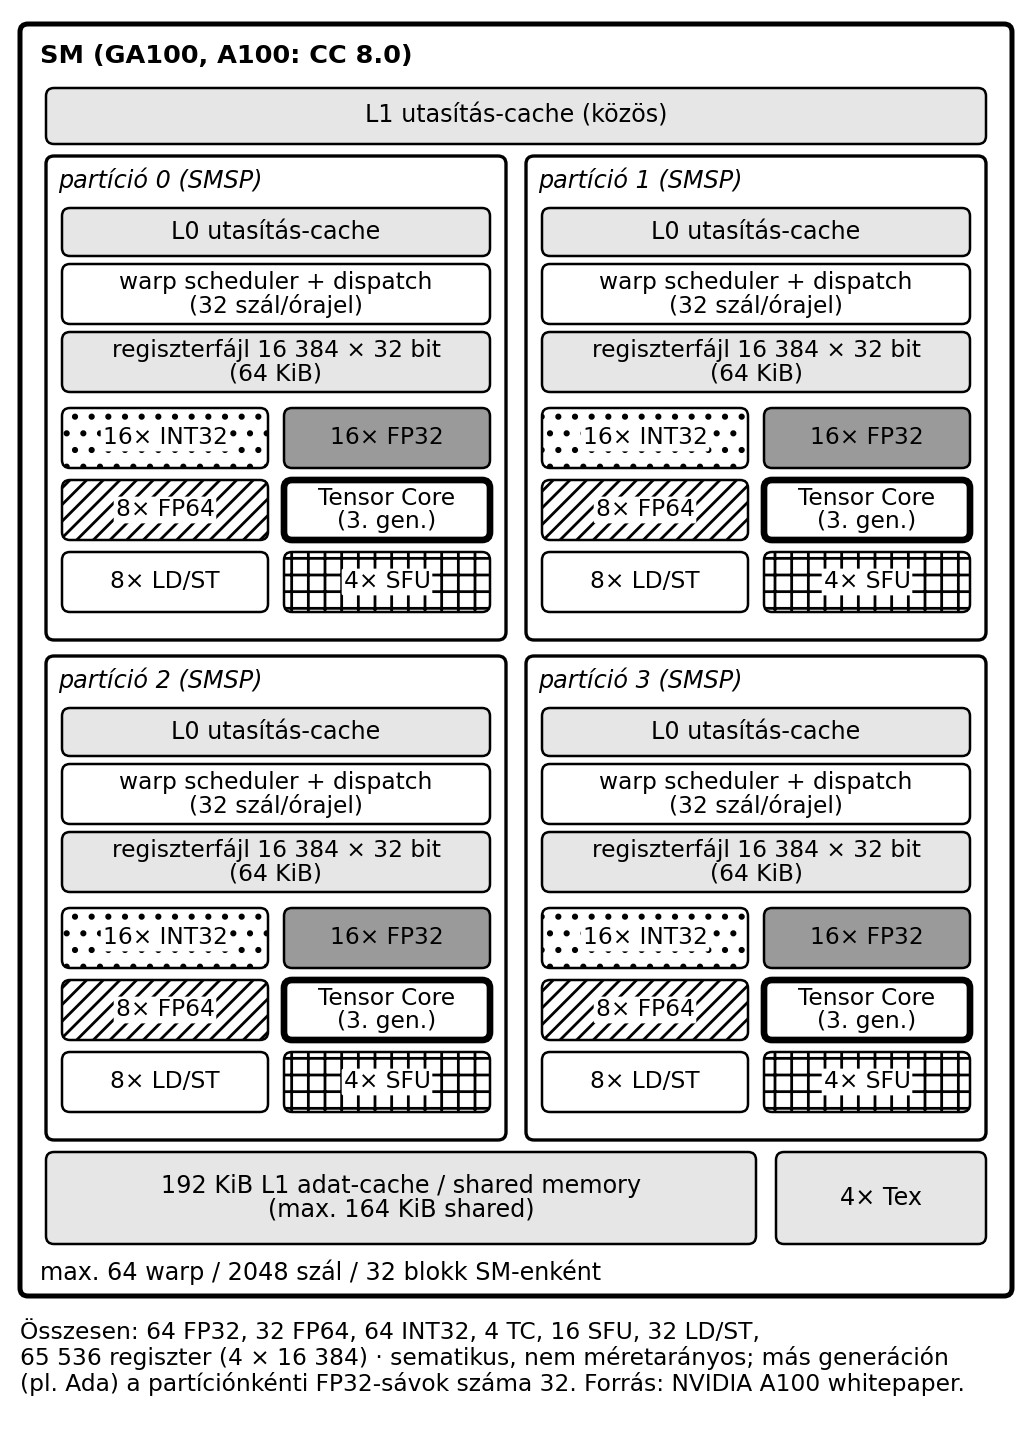 SM (GA100, A100: CC 8.0)
L1 utasítás-cache (közös)
partíció 0 (SMSP)
L0 utasítás-cache
warp scheduler + dispatch
(32 szál/órajel)
regiszterfájl 16 384 × 32 bit
(64 KiB)
16× INT32
16× FP32
8× FP64
Tensor Core
(3. gen.)
8× LD/ST
4× SFU
partíció 1 (SMSP)
L0 utasítás-cache
warp scheduler + dispatch
(32 szál/órajel)
regiszterfájl 16 384 × 32 bit
(64 KiB)
16× INT32
16× FP32
8× FP64
Tensor Core
(3. gen.)
8× LD/ST
4× SFU
partíció 2 (SMSP)
L0 utasítás-cache
warp scheduler + dispatch
(32 szál/órajel)
regiszterfájl 16 384 × 32 bit
(64 KiB)
16× INT32
16× FP32
8× FP64
Tensor Core
(3. gen.)
8× LD/ST
4× SFU
partíció 3 (SMSP)
L0 utasítás-cache
warp scheduler + dispatch
(32 szál/órajel)
regiszterfájl 16 384 × 32 bit
(64 KiB)
16× INT32
16× FP32
8× FP64
Tensor Core
(3. gen.)
8× LD/ST
4× SFU
192 KiB L1 adat-cache / shared memory
(max. 164 KiB shared)
4× Tex
max. 64 warp / 2048 szál / 32 blokk SM-enként
Összesen: 64 FP32, 32 FP64, 64 INT32, 4 TC, 16 SFU, 32 LD/ST,
65 536 regiszter (4 × 16 384) · sematikus, nem méretarányos; más generáción
(pl. Ada) a partíciónkénti FP32-sávok száma 32. Forrás: NVIDIA A100 whitepaper.